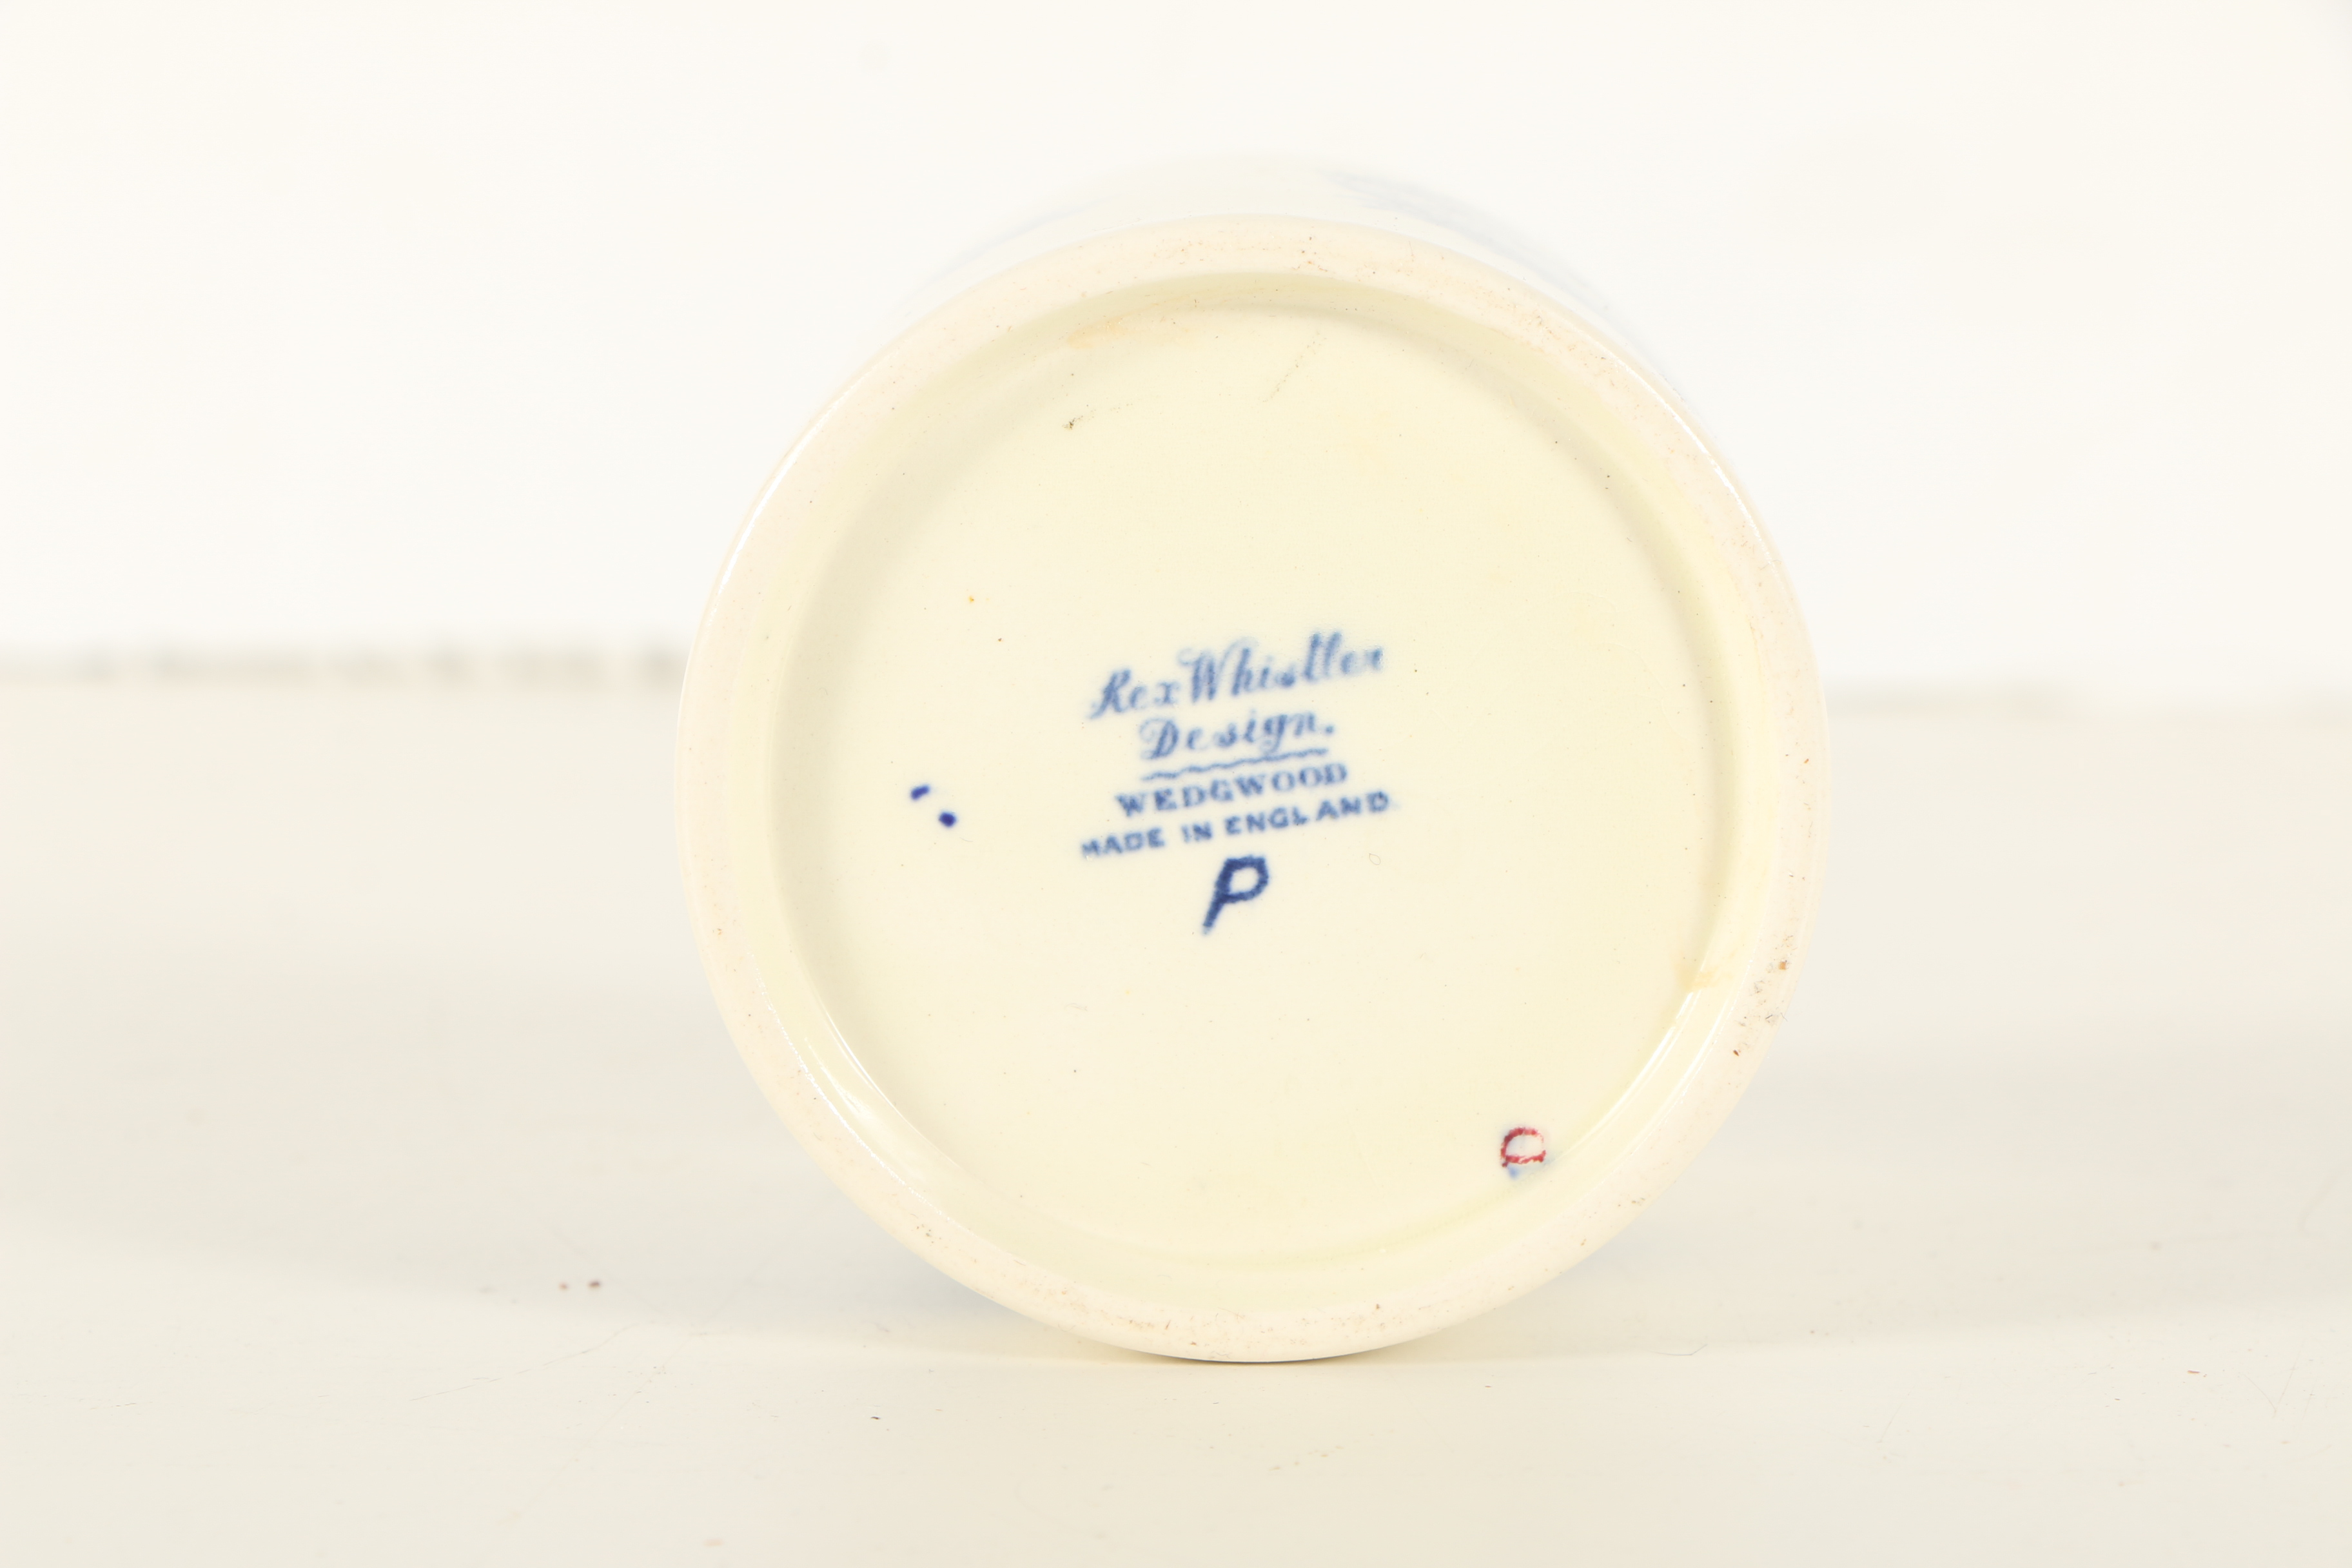 Rex Whistler
Design.
WEDGWOOD
MADE IN ENGLAND
P